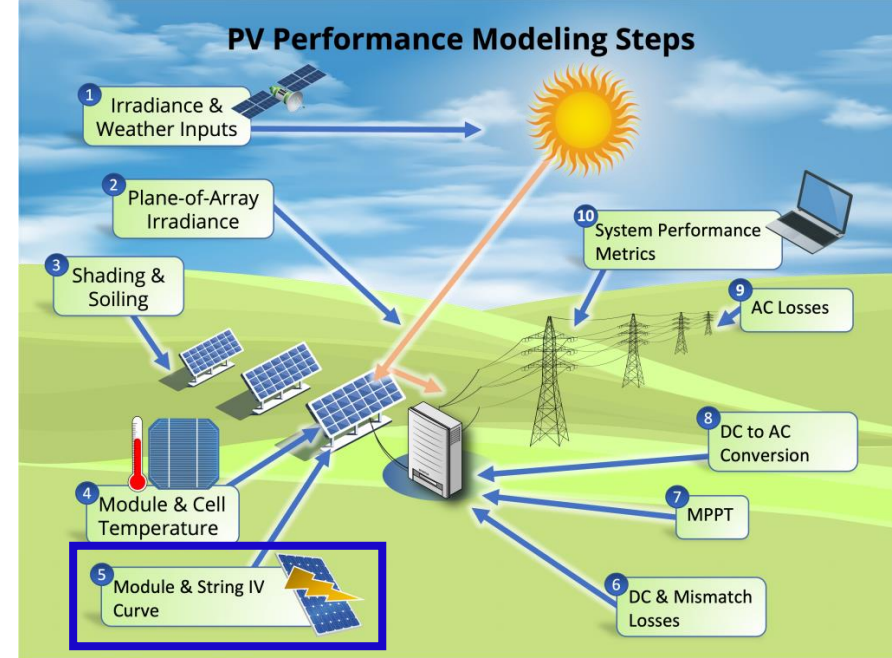 PV Performance Modeling Steps
1
Irradiance &
Weather Inputs
2
Plane-of-Array
Irradiance
3
Shading &
Soiling
4
Module & Cell
Temperature
5
Module & String IV
Curve
6
DC & Mismatch
Losses
7
MPPT
8
DC to AC
Conversion
9
AC Losses
10
System Performance
Metrics